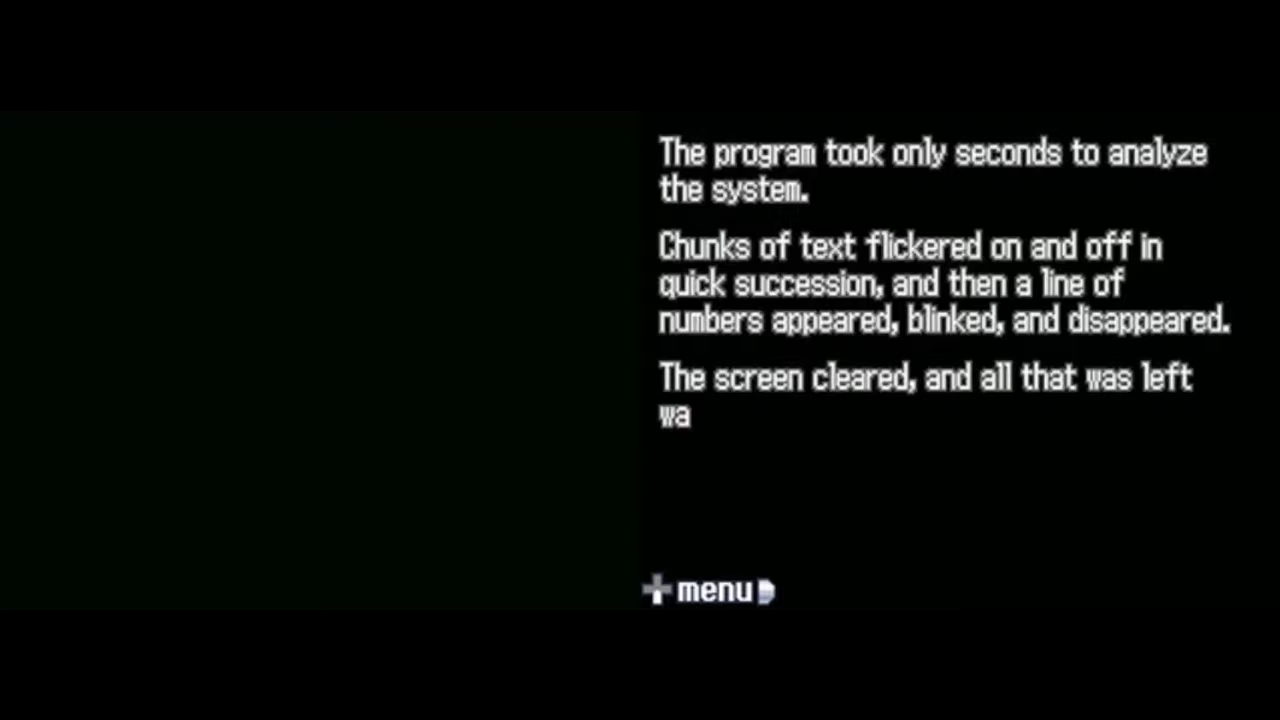 The program took only seconds to analyze
the system.
Chunks of text flickered on and off in
quick succession, and then a line of
numbers appeared, blinked, and disappeared.
The screen cleared, and all that was left
wa
menu